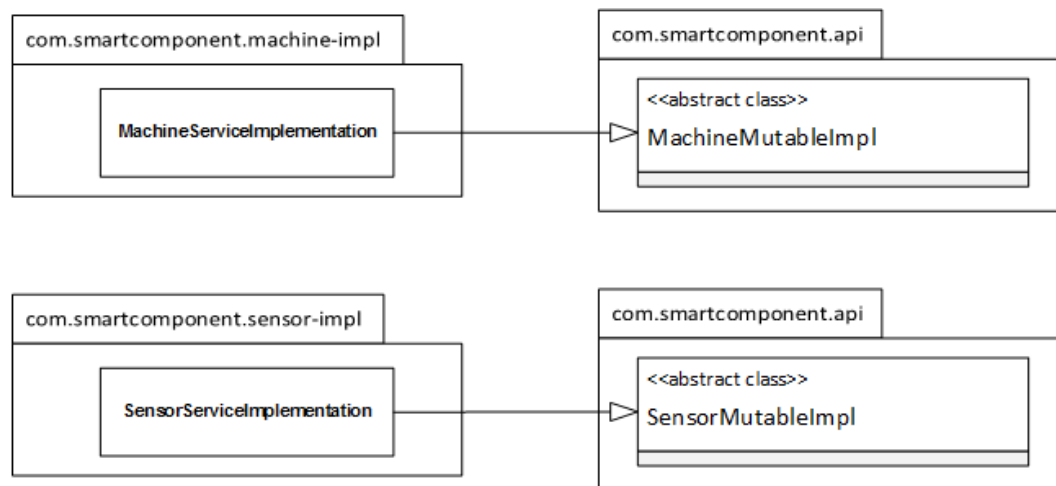 com.smartcomponent.machine-impl
com.smartcomponent.api
MachineServiceImplementation
<<abstract class>>
MachineMutableImpl
com.smartcomponent.sensor-impl
com.smartcomponent.api
SensorServiceImplementation
<<abstract class>>
SensorMutableImpl